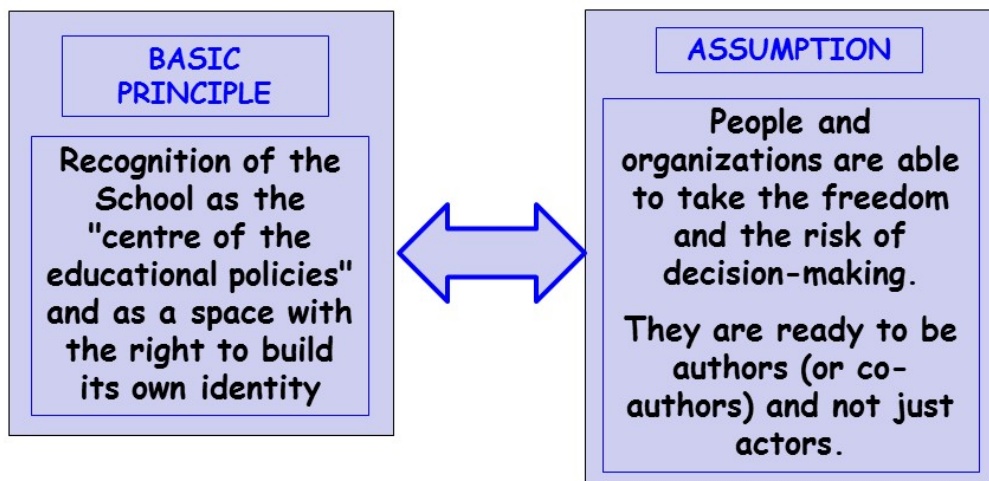 BASIC
PRINCIPLE
Recognition of the
School as the
"centre of the
educational policies"
and as a space with
the right to build
its own identity
ASSUMPTION
People and
organizations are able
to take the freedom
and the risk of
decision-making.
They are ready to be
authors (or co-
authors) and not just
actors.